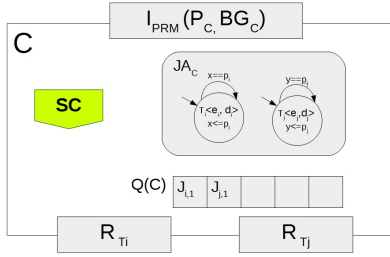 I_PRM (P_C, BG_C)
C
JA_C
x==p_i
y==p_j
SC
T_i<e_i, d_i>
x<=p_i
T_j<e_j, d_j>
y<=p_j
Q(C) J_i,1 J_j,1
R_Ti
R_Tj